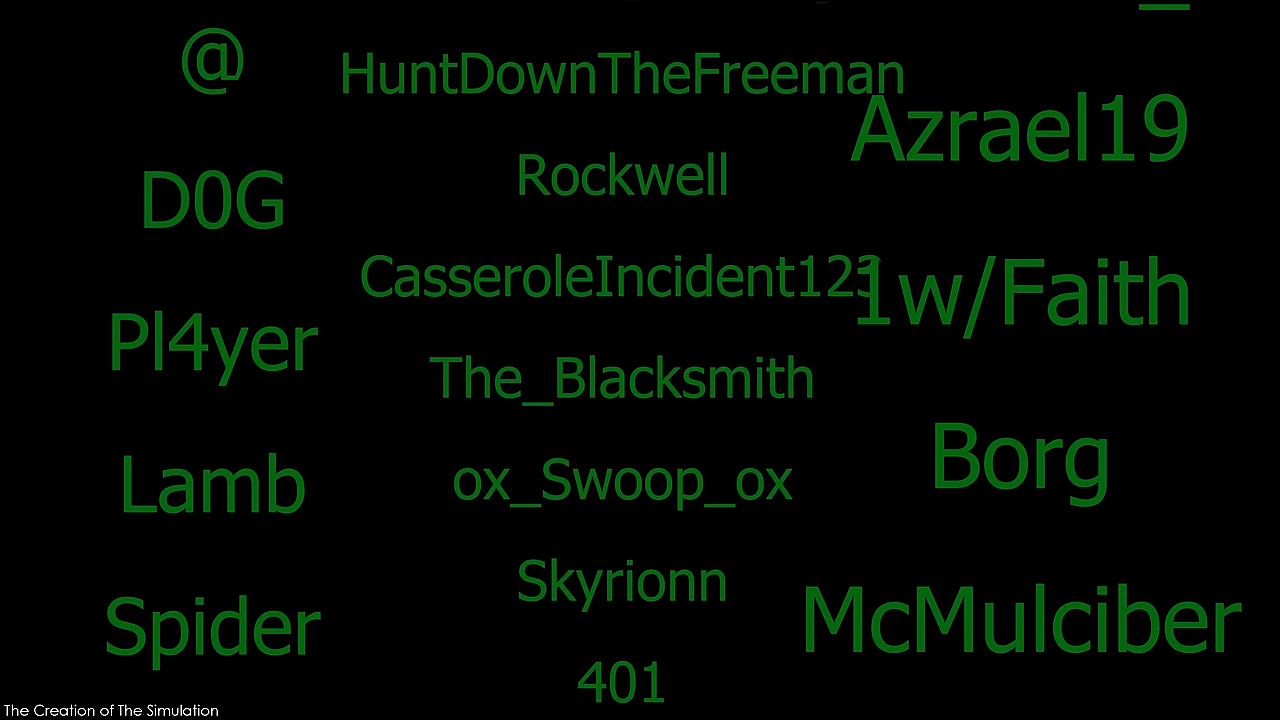 @
D0G
Pl4yer
Lamb
Spider
HuntDownTheFreeman
Rockwell
CasseroleIncident123
The_Blacksmith
ox_Swoop_ox
Skyrionn
401
Azrael19
1w/Faith
Borg
McMulciber
The Creation of The Simulation